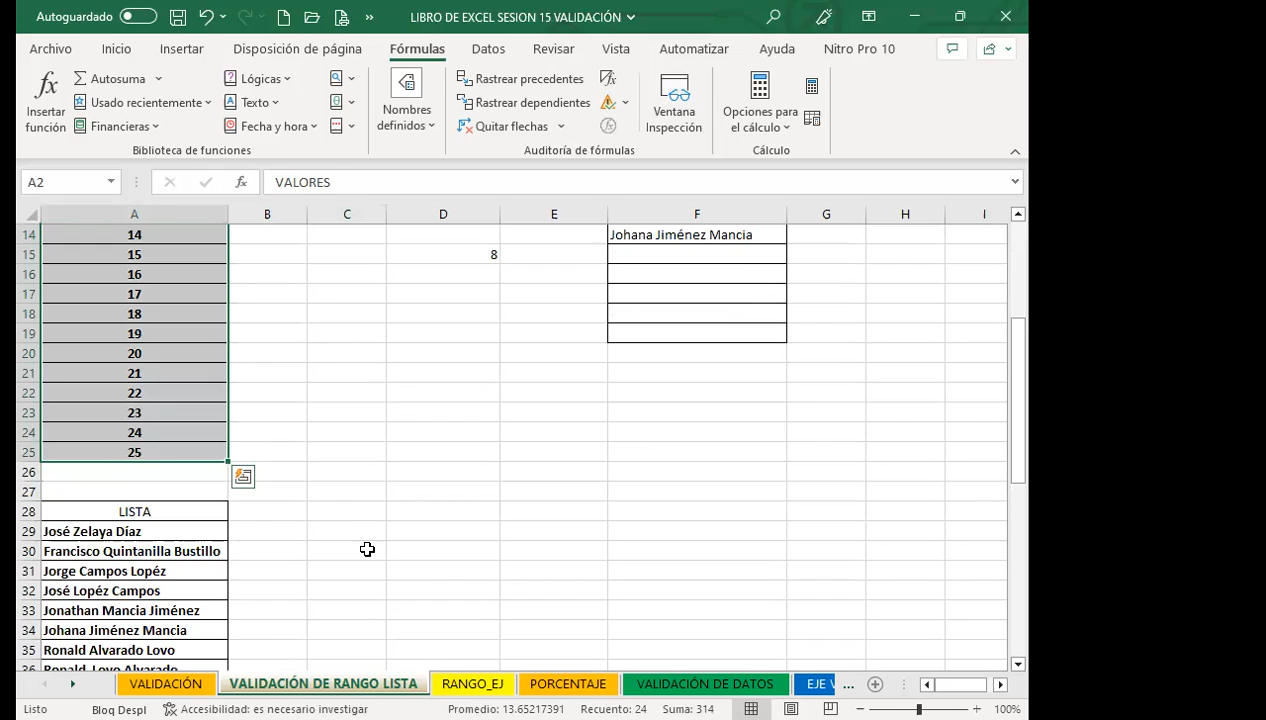 Autoguardado
LIBRO DE EXCEL SESION 15 VALIDACIÓN
Archivo Inicio Insertar Disposición de página Fórmulas Datos Revisar Vista Automatizar Ayuda Nitro Pro 10
fx Insertar función
Autosuma
Usado recientemente
Financieras
Lógicas
Texto
Fecha y hora
Biblioteca de funciones
Nombres definidos
Rastrear precedentes
Rastrear dependientes
Quitar flechas
fx
Ventana Inspección
Auditoría de fórmulas
Opciones para el cálculo
Cálculo
A2 fx VALORES
A B C D E F G H I
14 14 Johana Jiménez Mancia
15 15 8
16 16
17 17
18 18
19 19
20 20
21 21
22 22
23 23
24 24
25 25
26
27
28 LISTA
29 José Zelaya Díaz
30 Francisco Quintanilla Bustillo
31 Jorge Campos Lopéz
32 José Lopéz Campos
33 Jonathan Mancia Jiménez
34 Johana Jiménez Mancia
35 Ronald Alvarado Lovo
36 Ronald Lovo Alvarado
VALIDACIÓN VALIDACIÓN DE RANGO LISTA RANGO_EJ PORCENTAJE VALIDACIÓN DE DATOS EJE V ...
Listo Bloq Despl Accesibilidad: es necesario investigar Promedio: 13.65217391 Recuento: 24 Suma: 314 100%